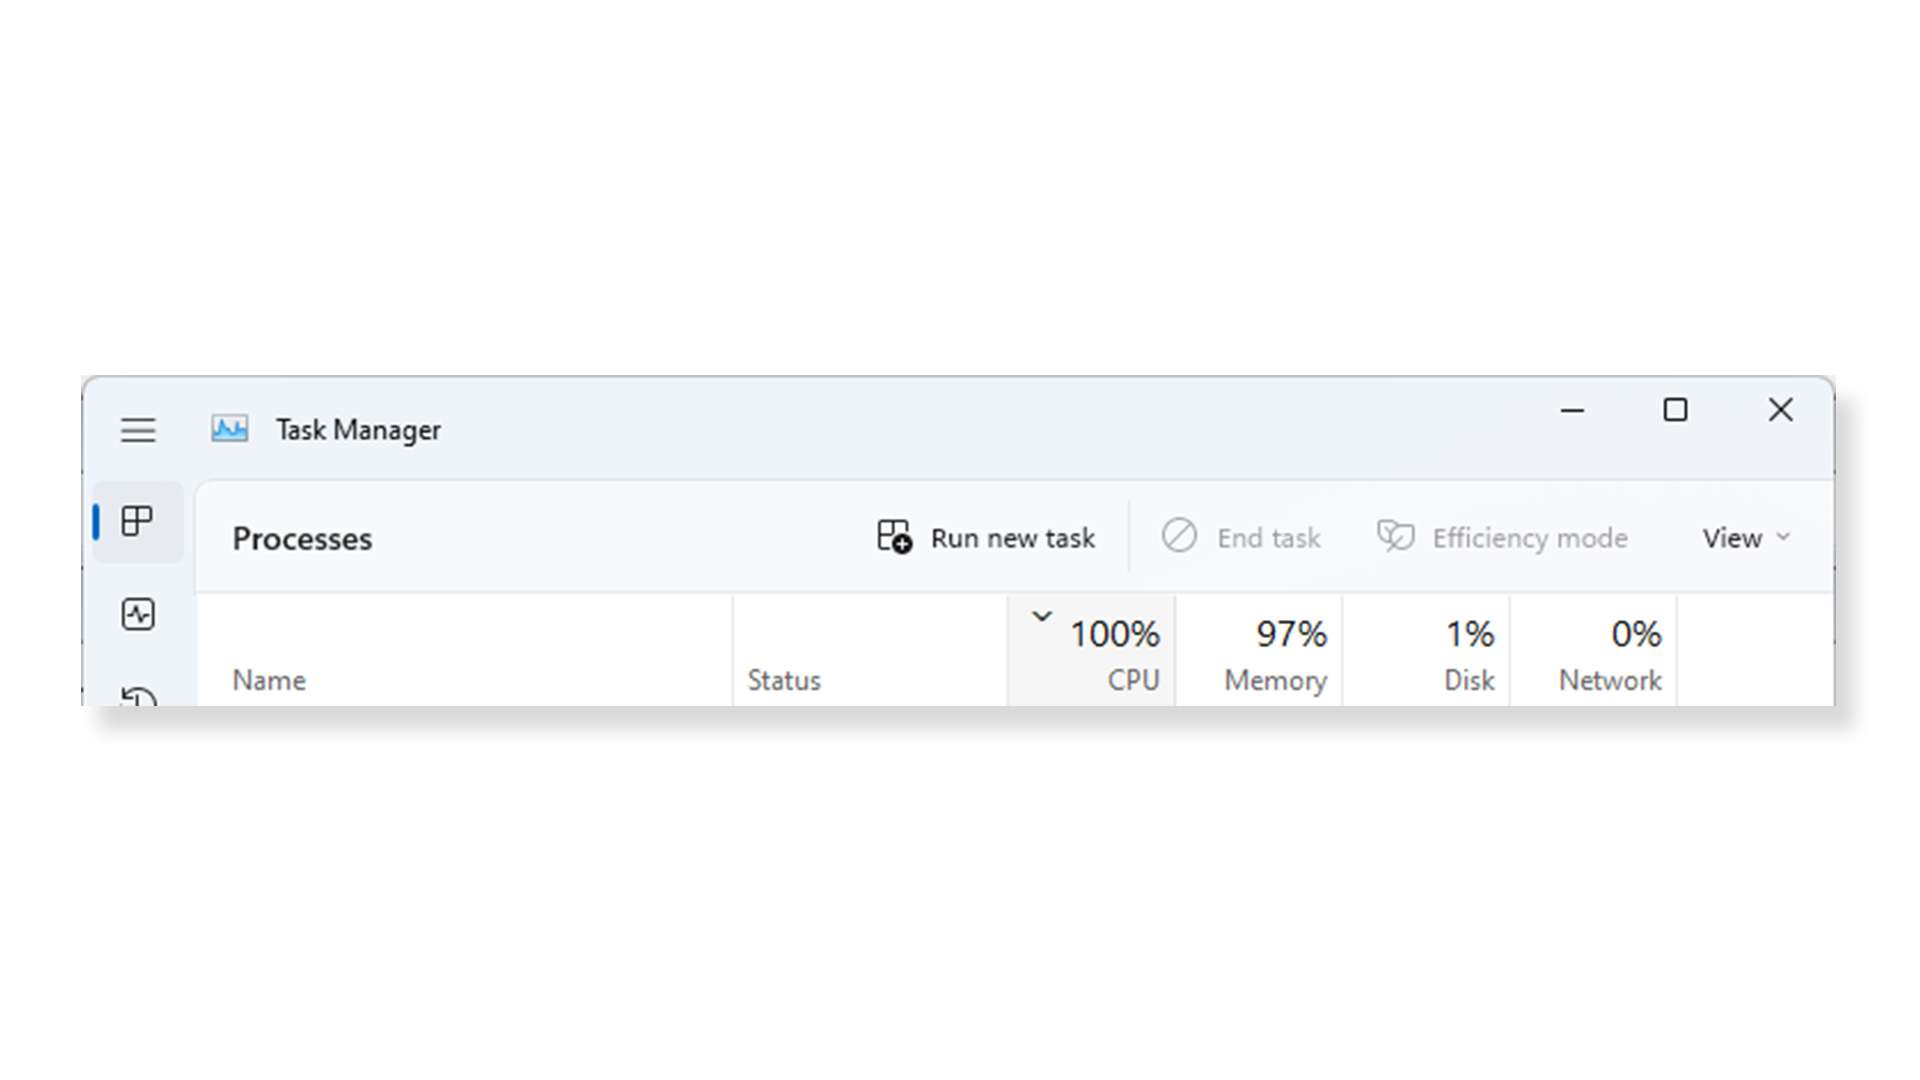 Task Manager
Processes
Run new task
End task
Efficiency mode
View
100% 97% 1% 0%
Name Status CPU Memory Disk Network